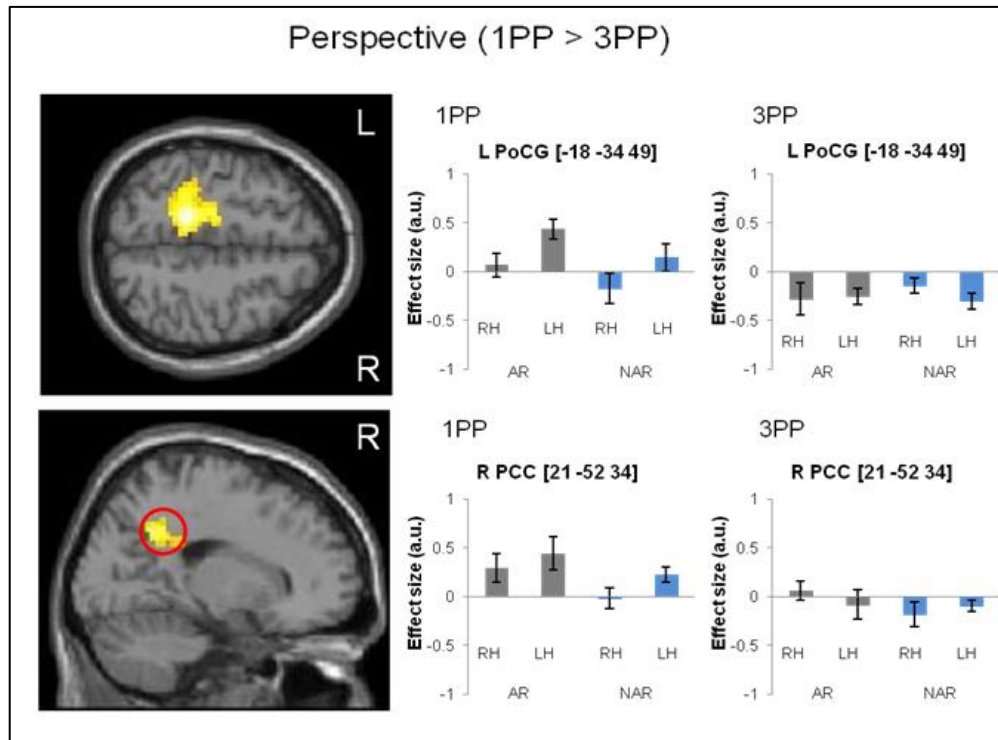 Perspective (1PP > 3PP)
L
R
1PP
L PoCG [-18 -34 49]
Effect size (a.u.)
1
0.5
0
-0.5
-1
RH LH RH LH
AR NAR
3PP
L PoCG [-18 -34 49]
Effect size (a.u.)
1
0.5
0
-0.5
-1
RH LH RH LH
AR NAR
R
1PP
R PCC [21 -52 34]
Effect size (a.u.)
1
0.5
0
-0.5
-1
RH LH RH LH
AR NAR
3PP
R PCC [21 -52 34]
Effect size (a.u.)
1
0.5
0
-0.5
-1
RH LH RH LH
AR NAR